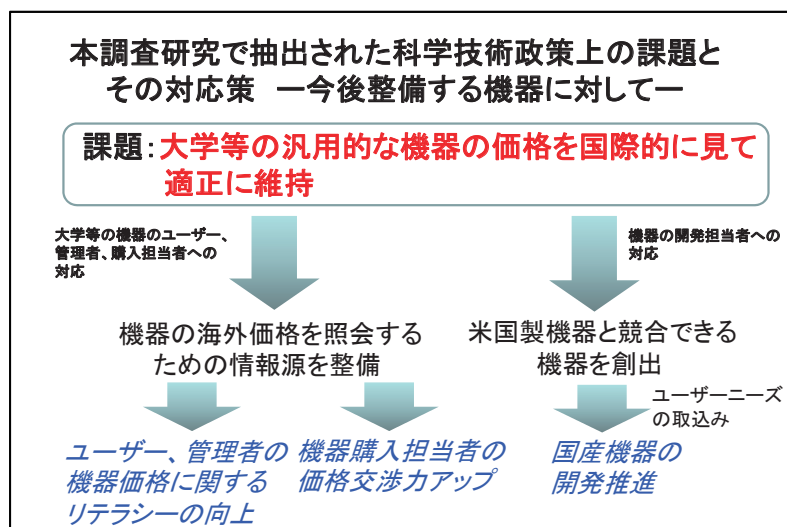 本調査研究で抽出された科学技術政策上の課題と
その対応策　ー今後整備する機器に対してー
課題：大学等の汎用的な機器の価格を国際的に見て
適正に維持
大学等の機器のユーザー、
管理者、購入担当者への
対応
機器の開発担当者への
対応
機器の海外価格を照会する
ための情報源を整備
米国製機器と競合できる
機器を創出
ユーザーニーズ
の取込み
ユーザー、管理者の
機器価格に関する
リテラシーの向上
機器購入担当者の
価格交渉力アップ
国産機器の
開発推進